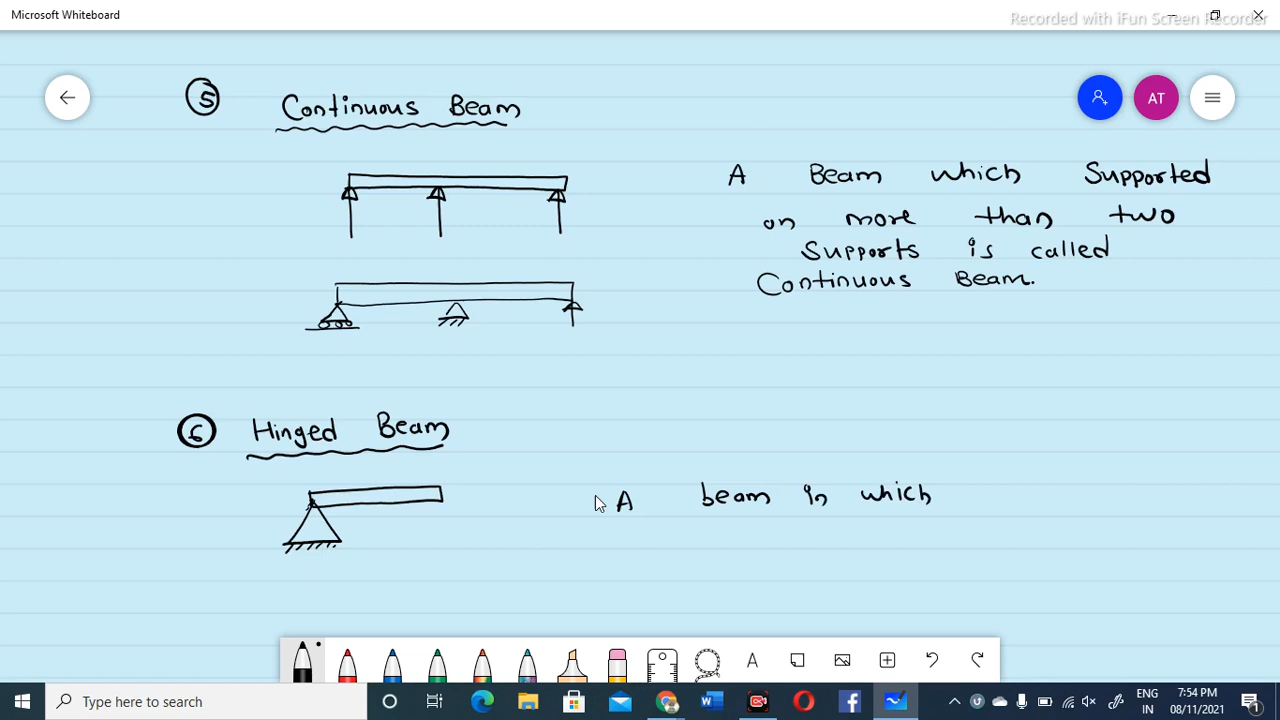 Microsoft Whiteboard
Recorded with iFun Screen Recorder
5 Continuous Beam
AT
A Beam which Supported
on more than two
Supports is called
Continuous Beam.
6 Hinged Beam
A beam in which
A
Type here to search
ENG
IN
7:54 PM
08/11/2021
1